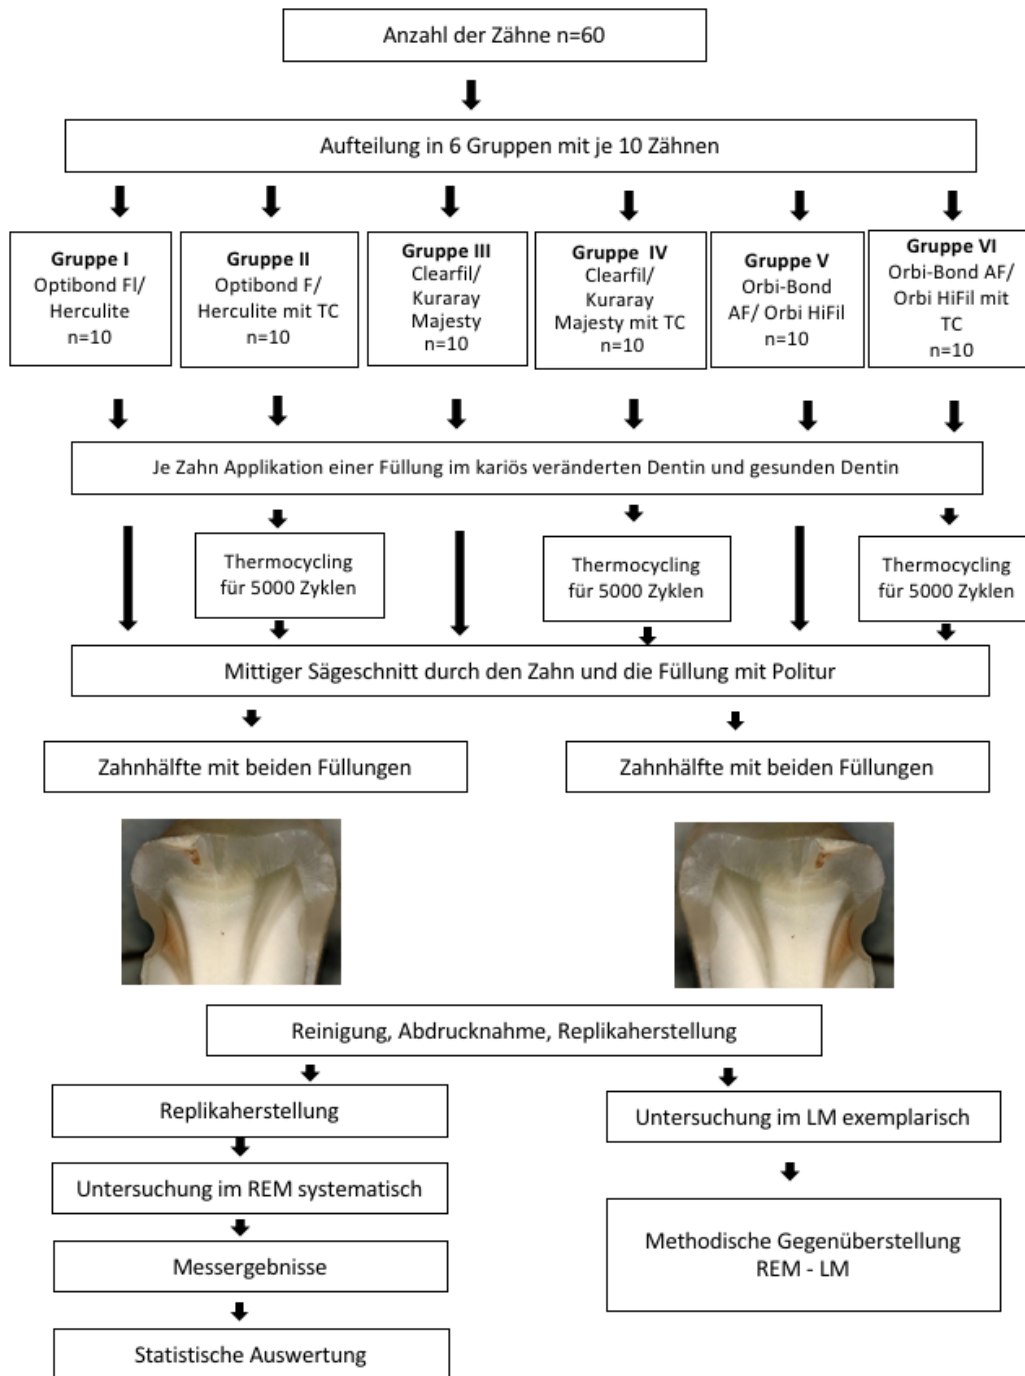 Anzahl der Zähne n=60
Aufteilung in 6 Gruppen mit je 10 Zähnen
Gruppe I
Optibond Fl/
Herculite
n=10
Gruppe II
Optibond F/
Herculite mit TC
n=10
Gruppe III
Clearfil/
Kuraray
Majesty
n=10
Gruppe IV
Clearfil/
Kuraray
Majesty mit TC
n=10
Gruppe V
Orbi-Bond
AF/ Orbi HiFil
n=10
Gruppe VI
Orbi-Bond AF/
Orbi HiFil mit
TC
n=10
Je Zahn Applikation einer Füllung im kariös veränderten Dentin und gesunden Dentin
Thermocycling
für 5000 Zyklen
Thermocycling
für 5000 Zyklen
Thermocycling
für 5000 Zyklen
Mittiger Sägeschnitt durch den Zahn und die Füllung mit Politur
Zahnhälfte mit beiden Füllungen
Zahnhälfte mit beiden Füllungen
Reinigung, Abdrucknahme, Replikaherstellung
Replikaherstellung
Untersuchung im REM systematisch
Messergebnisse
Statistische Auswertung
Untersuchung im LM exemplarisch
Methodische Gegenüberstellung
REM - LM